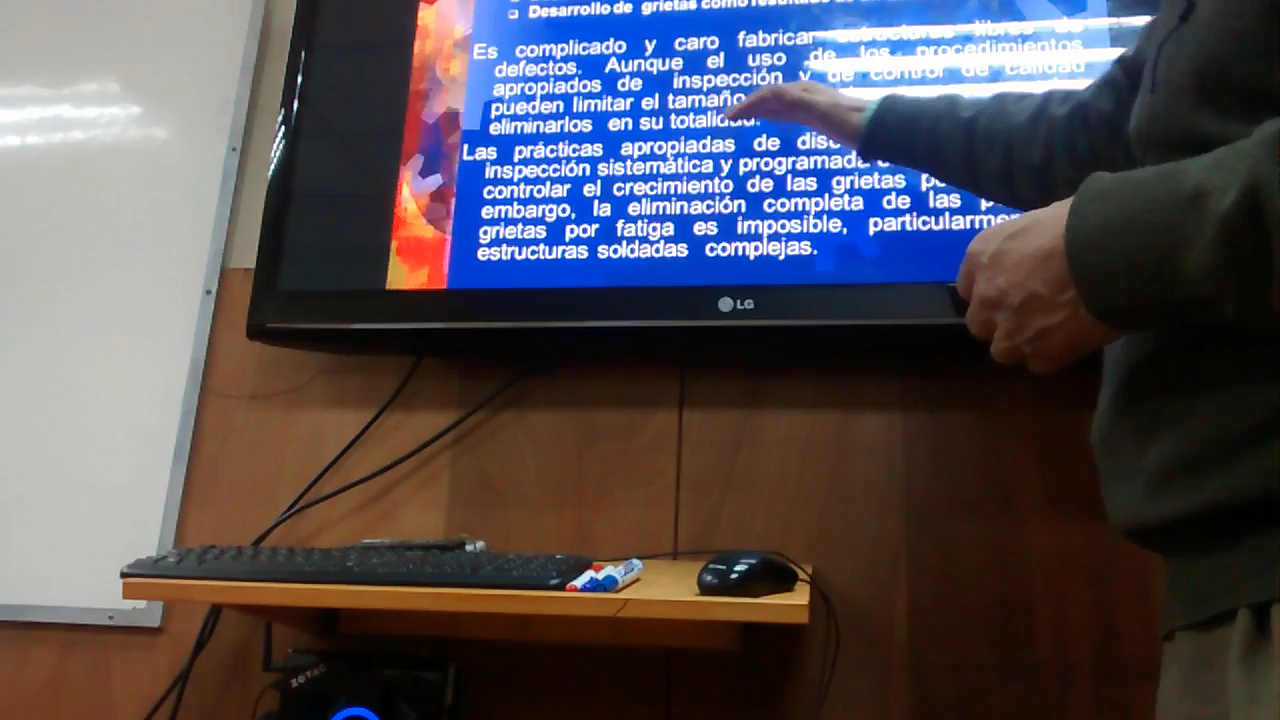 Desarrollo de grietas como
Es complicado y caro fabricar estructuras libres de
defectos. Aunque el uso de los procedimientos
apropiados de inspección y de control de calidad
pueden limitar el tamaño
eliminarlos en su totalidad.
Las prácticas apropiadas de
inspección sistemática y programada
controlar el crecimiento de las grietas
embargo, la eliminación completa de las
grietas por fatiga es imposible,
estructuras soldadas complejas.
LG
ZOTAC